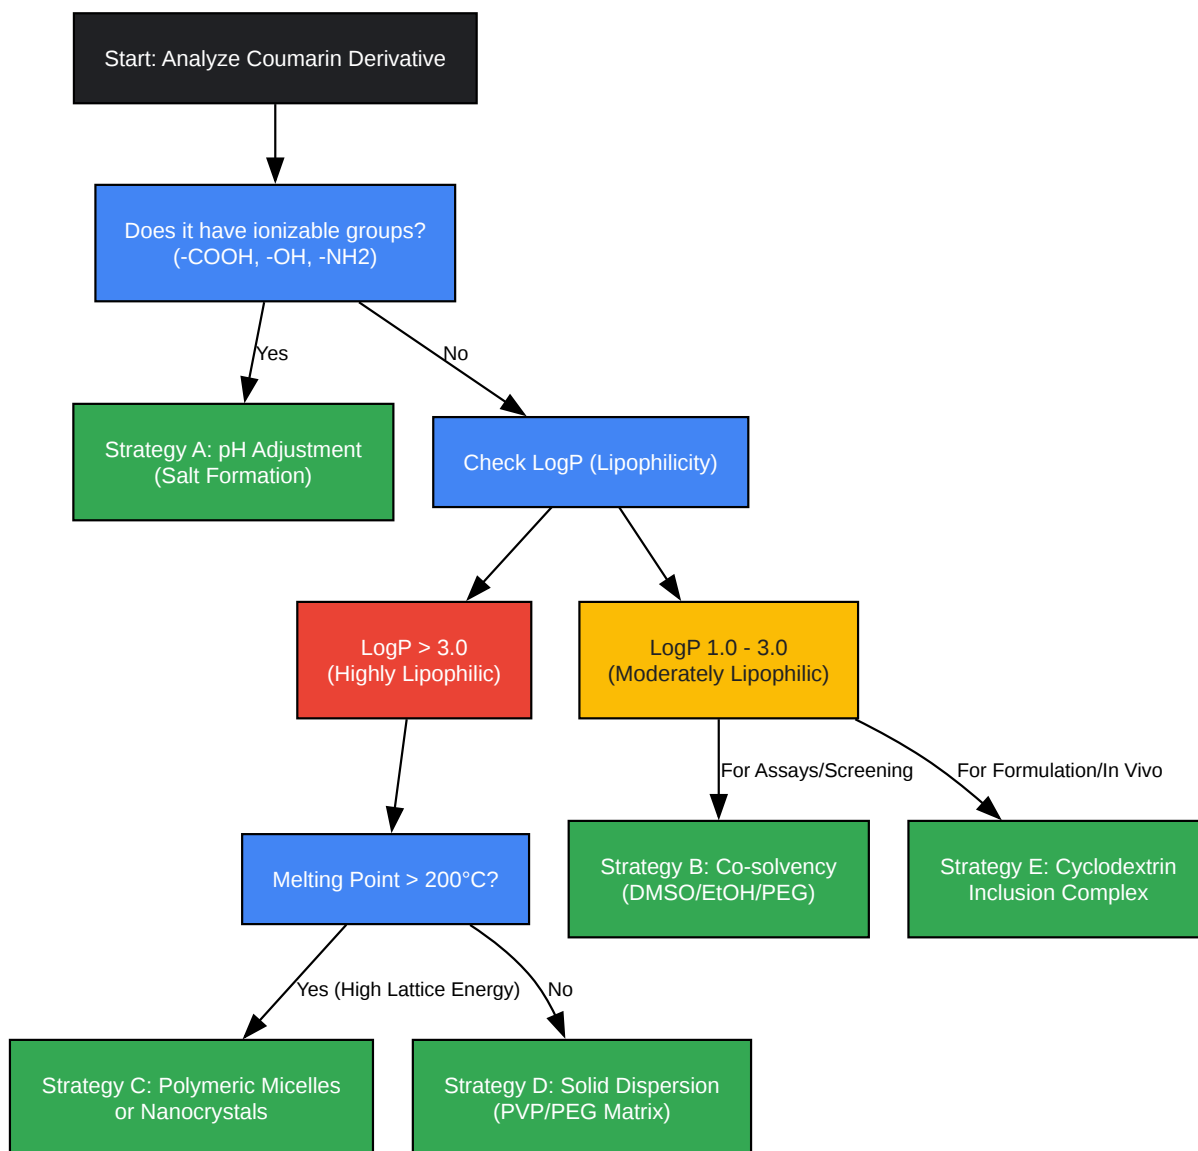 Start: Analyze Coumarin Derivative
Does it have ionizable groups?
(-COOH, -OH, -NH2)
Yes
No
Strategy A: pH Adjustment
(Salt Formation)
Check LogP (Lipophilicity)
LogP > 3.0
(Highly Lipophilic)
LogP 1.0 - 3.0
(Moderately Lipophilic)
For Assays/Screening
For Formulation/In Vivo
Melting Point > 200°C?
Strategy B: Co-solvency
(DMSO/EtOH/PEG)
Strategy E: Cyclodextrin
Inclusion Complex
Yes (High Lattice Energy)
No
Strategy C: Polymeric Micelles
or Nanocrystals
Strategy D: Solid Dispersion
(PVP/PEG Matrix)